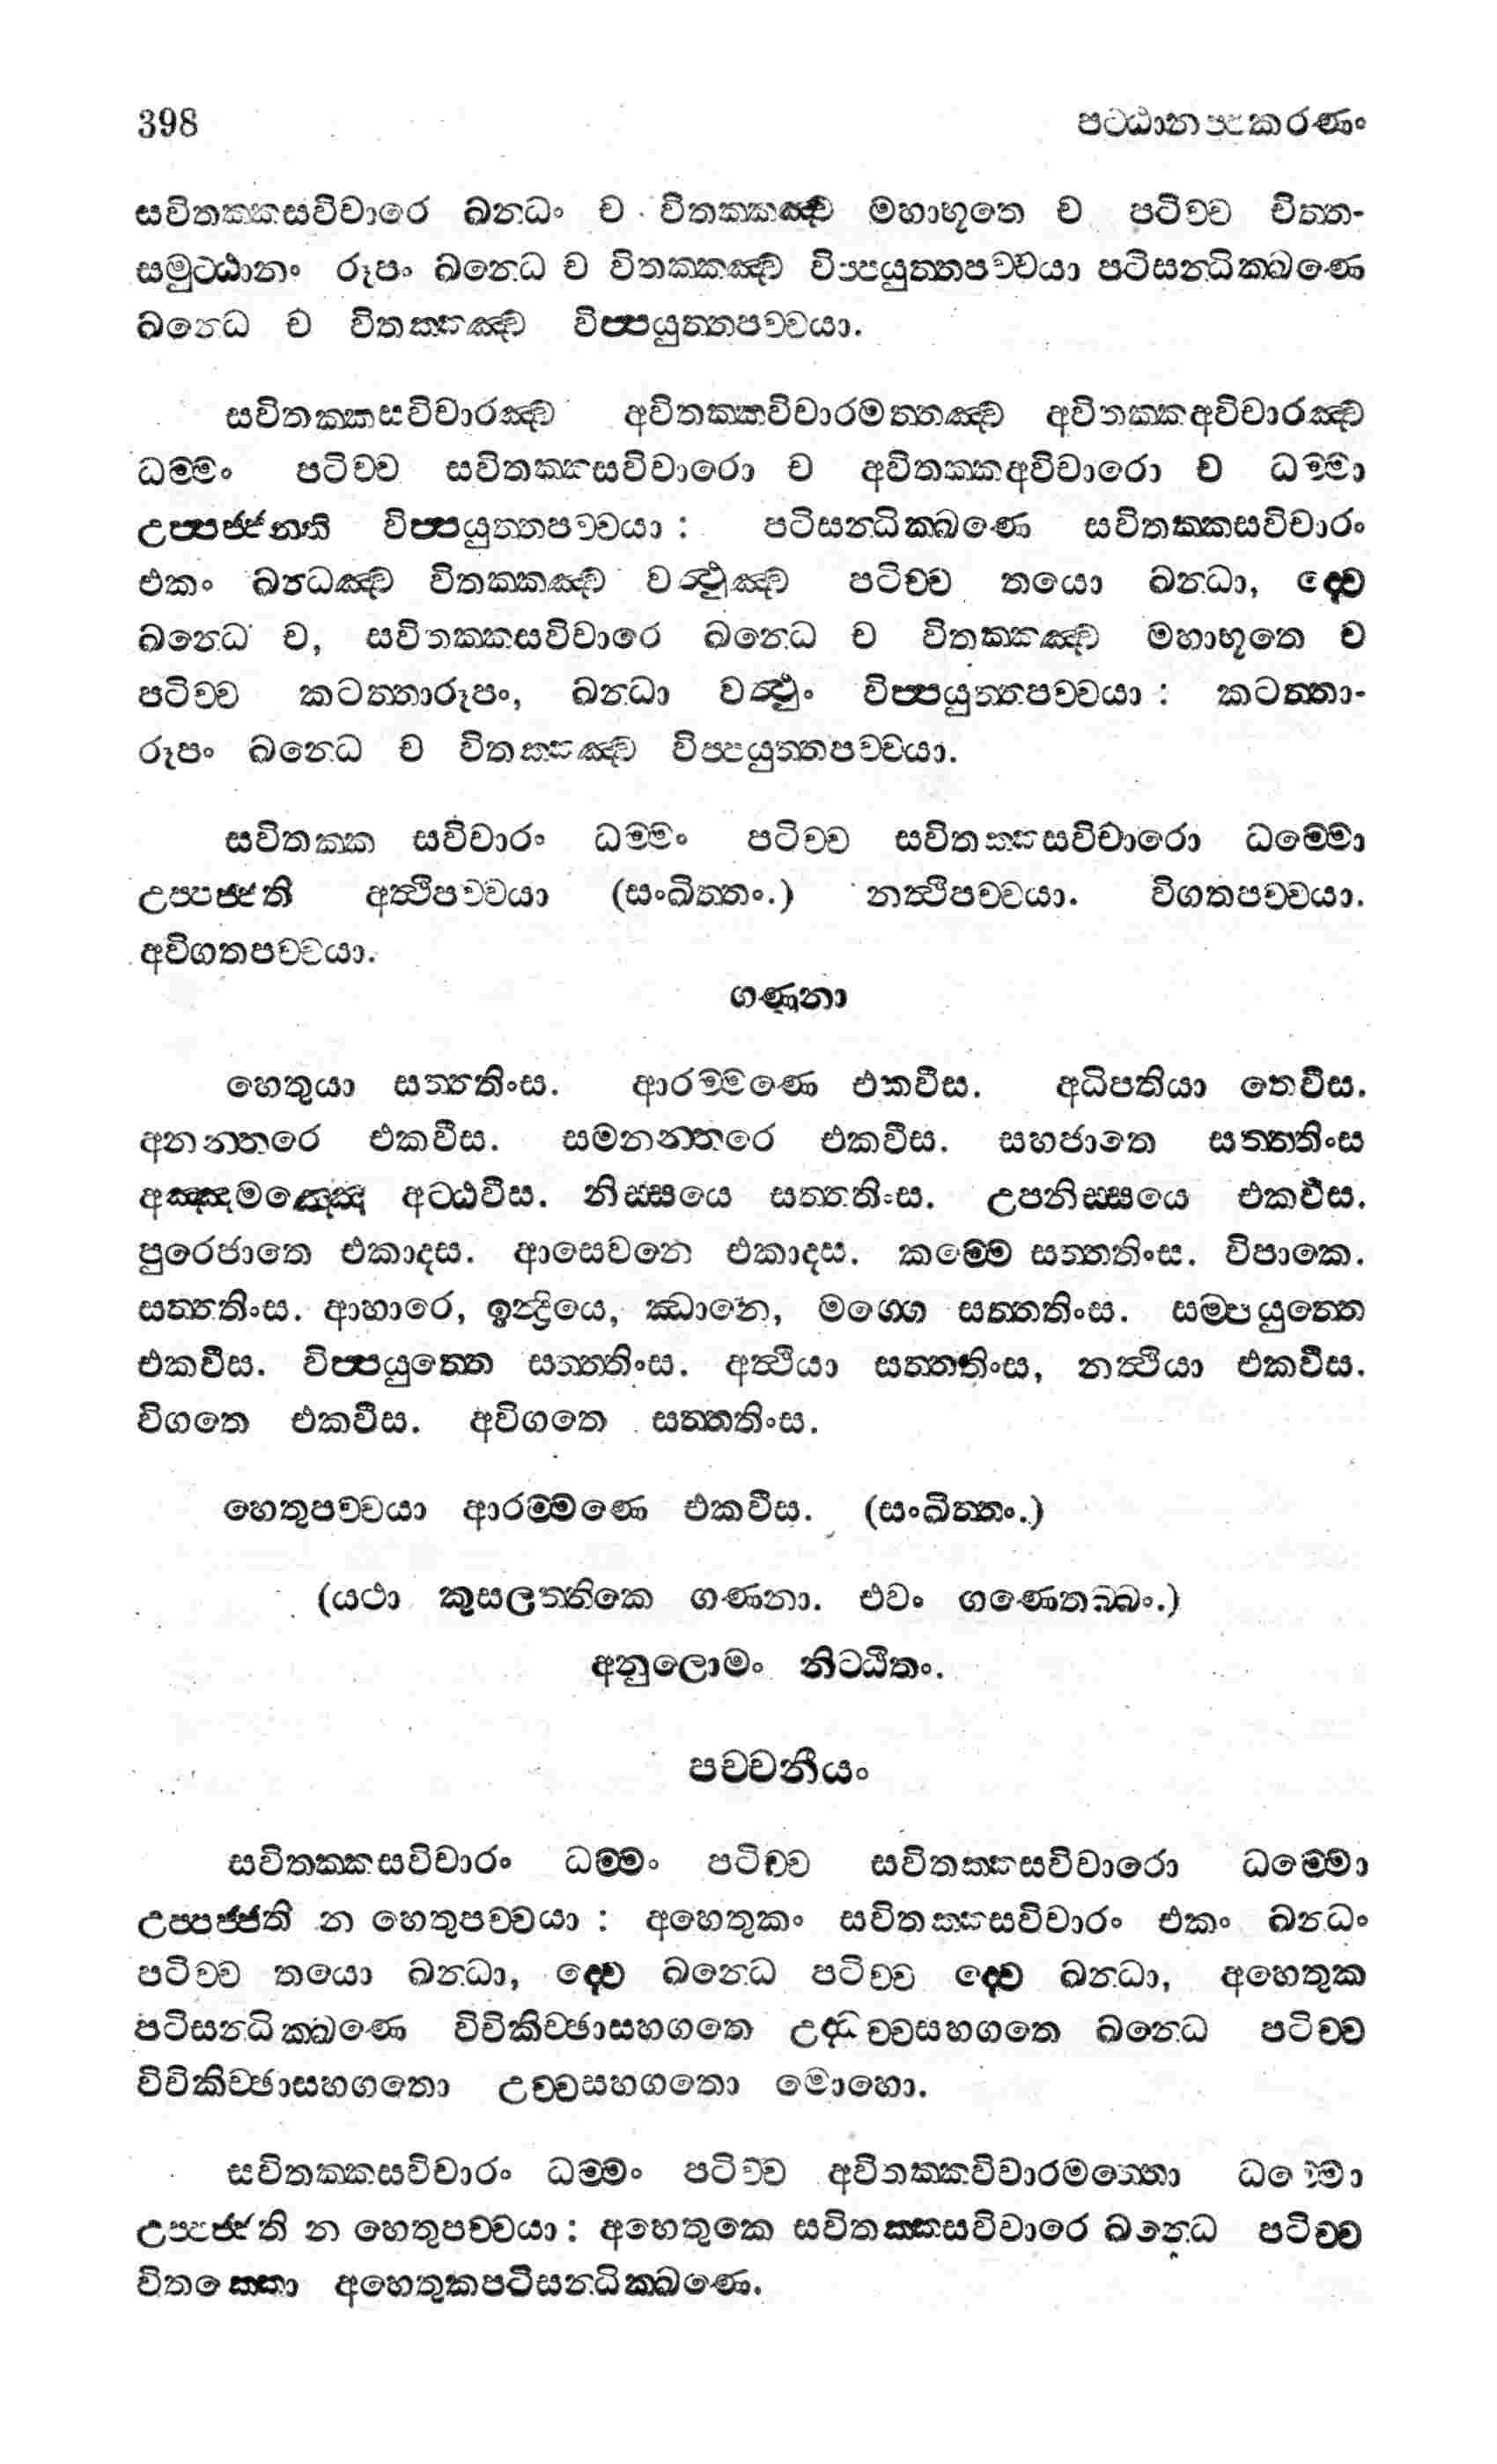 398 පට්ඨානප්පකරණං
සවිතක්කසවිචාරෙ ඛන්ධං ච විතක්කඤ්ච මහාභූතෙ ච පටිච්ච චිත්ත-
සමුට්ඨානං රූපං ඛන්ධෙ ච විතක්කඤ්ච විප්පයුත්තපච්චයා පටිසන්ධික්ඛණෙ
ඛන්ධෙ ච විතක්කඤ්ච විප්පයුත්තපච්චයා.
සවිතක්කසවිචාරඤ්ච අවිතක්කවිචාරමත්තඤ්ච අවිතක්කඅවිචාරඤ්ච
ධම්මං පටිච්ච සවිතක්කසවිචාරො ච අවිතක්කඅවිචාරො ච ධම්මා
උප්පජ්ජන්ති විප්පයුත්තපච්චයා : පටිසන්ධික්ඛණෙ සවිතක්කසවිචාරං
එකං ඛන්ධඤ්ච විතක්කඤ්ච වත්ථුඤ්ච පටිච්ච තයො ඛන්ධා, ද්වෙ
ඛන්ධෙ ච, සවිතක්කසවිචාරෙ ඛන්ධෙ ච විතක්කඤ්ච මහාභූතෙ ච
පටිච්ච කටත්තාරූපං, ඛන්ධා වත්ථුං විප්පයුත්තපච්චයා : කටත්තා-
රූපං ඛන්ධෙ ච විතක්කඤ්ච විප්පයුත්තපච්චයා.
සවිතක්ක සවිචාරං ධම්මං පටිච්ච සවිතක්කසවිචාරො ධම්මො
උප්පජ්ජති අත්ථිපච්චයා (සංඛිත්තං.) නත්ථිපච්චයා. විගතපච්චයා.
අවිගතපච්චයා.
ගණනා
හෙතුයා සත්තතිංස. ආරම්මණෙ එකවීස. අධිපතියා තෙවීස.
අනන්තරෙ එකවීස. සමනන්තරෙ එකවීස. සහජාතෙ සත්තතිංස
අඤ්ඤමඤ්ඤෙ අට්ඨවීස. නිස්සයෙ සත්තතිංස. උපනිස්සයෙ එකවීස.
පුරෙජාතෙ එකාදස. ආසෙවනෙ එකාදස. කම්මෙ සත්තතිංස. විපාකෙ.
සත්තතිංස. ආහාරෙ, ඉන්ද්‍රියෙ, ඣානෙ, මග්ගෙ සත්තතිංස. සම්පයුත්තෙ
එකවීස. විප්පයුත්තෙ සත්තතිංස. අත්ථියා සත්තතිංස, නත්ථියා එකවීස.
විගතෙ එකවීස. අවිගතෙ සත්තතිංස.
හෙතුපච්චයා ආරම්මණෙ එකවීස. (සංඛිත්තං.)
(යථා කුසලත්තිකෙ ගණනා. එවං ගණෙතබ්බං.)
අනුලොමං නිට්ඨිතං.
පච්චනීයං
සවිතක්කසවිචාරං ධම්මං පටිච්ච සවිතක්කසවිචාරො ධම්මො
උප්පජ්ජති න හෙතුපච්චයා : අහෙතුකං සවිතක්කසවිචාරං එකං ඛන්ධං
පටිච්ච තයො ඛන්ධා, ද්වෙ ඛන්ධෙ පටිච්ච ද්වෙ ඛන්ධා, අහෙතුක
පටිසන්ධික්ඛණෙ විචිකිච්ඡාසහගතෙ උද්ධච්චසහගතෙ ඛන්ධෙ පටිච්ච
විචිකිච්ඡාසහගතො උච්චසහගතො මොහො.
සවිතක්කසවිචාරං ධම්මං පටිච්ච අවිතක්කවිචාරමත්තො ධම්මො
උප්පජ්ජති න හෙතුපච්චයා : අහෙතුකෙ සවිතක්කසවිචාරෙ ඛන්ධෙ පටිච්ච
විතක්කො අහෙතුකපටිසන්ධික්ඛණෙ.